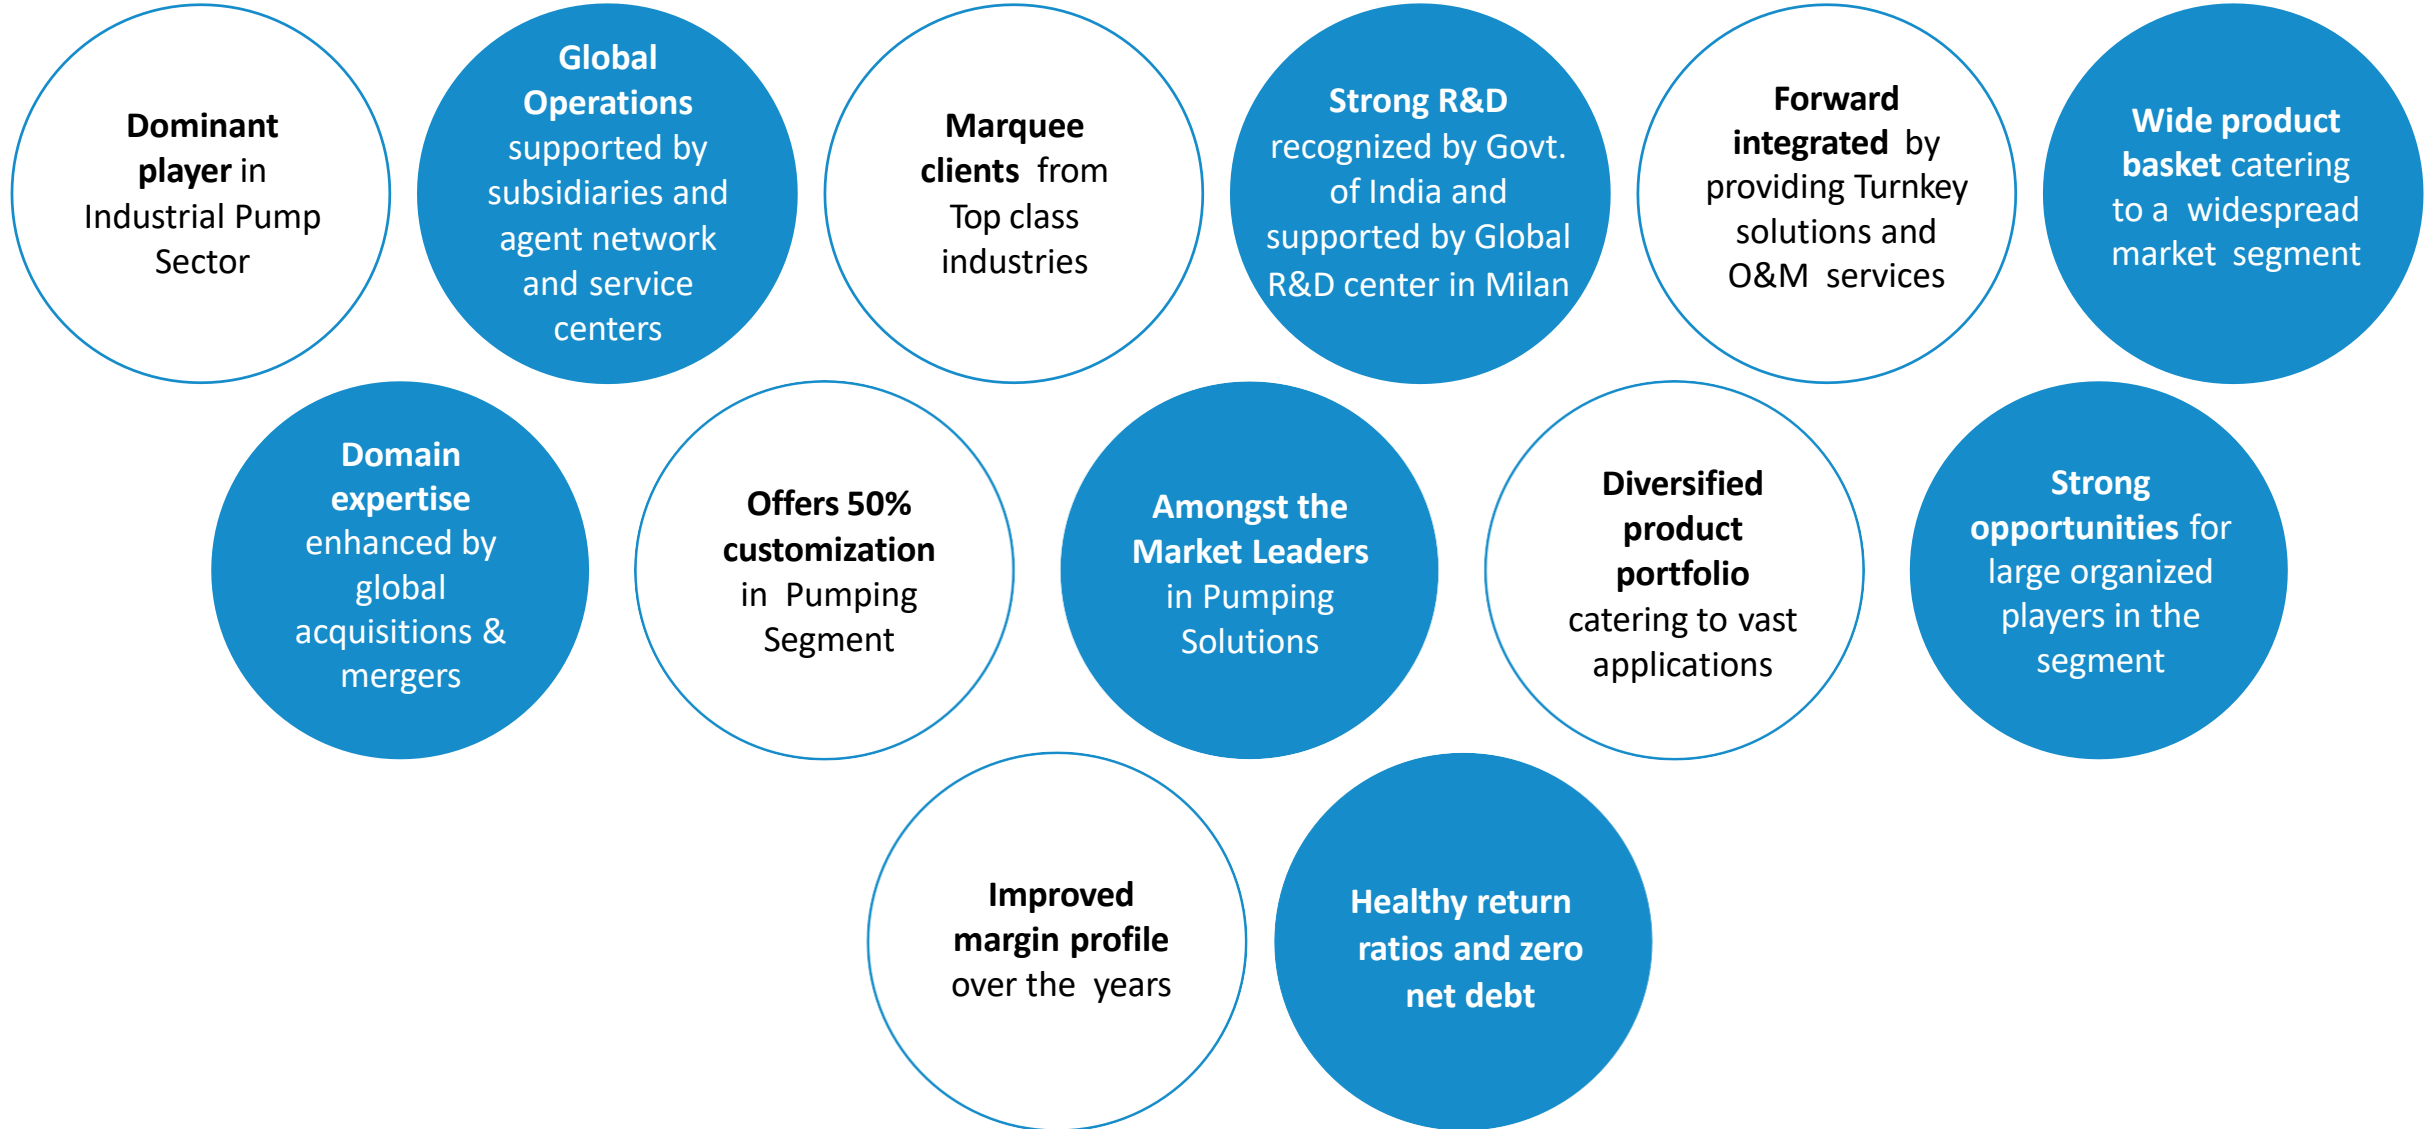 Dominant
player in
Industrial Pump
Sector
Global
Operations
supported by
subsidiaries and
agent network
and service
centers
Marquee
clients from
Top class
industries
Strong R&D
recognized by Govt.
of India and
supported by Global
R&D center in Milan
Forward
integrated by
providing Turnkey
solutions and
O&M services
Wide product
basket catering
to a widespread
market segment
Domain
expertise
enhanced by
global
acquisitions &
mergers
Offers 50%
customization
in Pumping
Segment
Amongst the
Market Leaders
in Pumping
Solutions
Diversified
product
portfolio
catering to vast
applications
Strong
opportunities for
large organized
players in the
segment
Improved
margin profile
over the years
Healthy return
ratios and zero
net debt